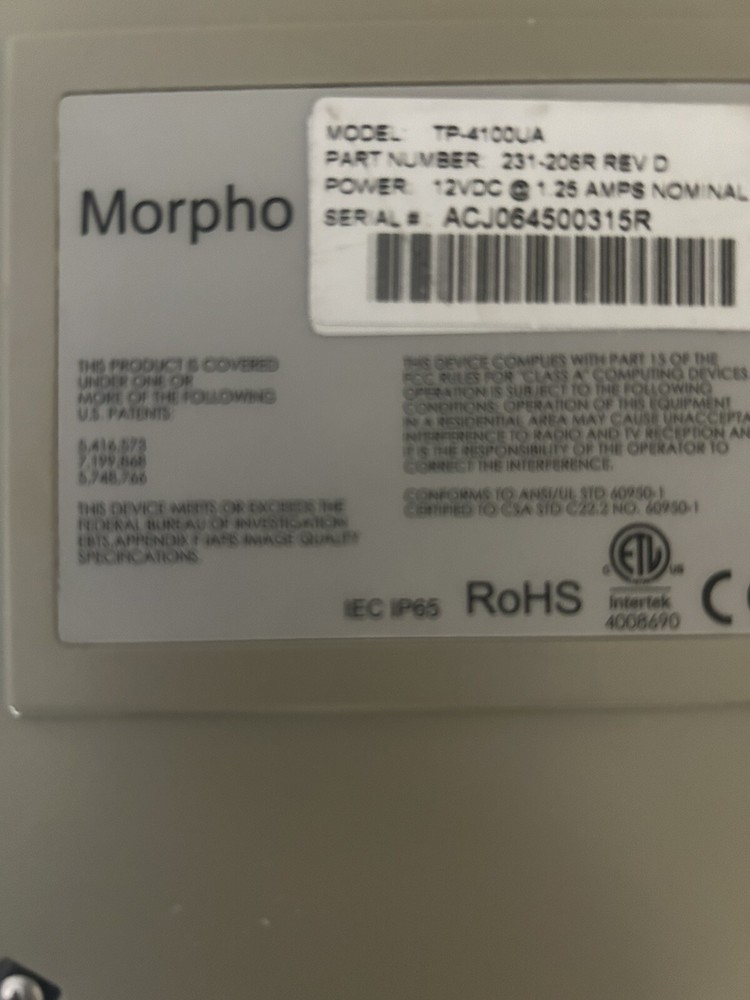 MODEL: TP-4100UA
PART NUMBER: 231-206R REV D
POWER: 12VDC @ 1.25 AMPS NOMINAL
SERIAL # ACJ064500315R
Morpho
THIS PRODUCT IS COVERED
UNDER ONE OR
MORE OF THE FOLLOWING
U.S. PATENTS:
5,416,573
7,199,868
5,748,766
THIS DEVICE MEETS OR EXCEEDS THE
FEDERAL BUREAU OF INVESTIGATION
EBTS APPENDIX F IAFIS IMAGE QUALITY
SPECIFICATIONS.
THIS DEVICE COMPLIES WITH PART 15 OF THE
FCC RULES FOR "CLASS A" COMPUTING DEVICES
OPERATION IS SUBJECT TO THE FOLLOWING
CONDITIONS: OPERATION OF THIS EQUIPMENT
IN A RESIDENTIAL AREA MAY CAUSE UNACCEPTA
INTERFERENCE TO RADIO AND TV RECEPTION AN
IT IS THE RESPONSIBILITY OF THE OPERATOR TO
CORRECT THE INTERFERENCE.
CONFORMS TO ANSI/UL STD 60950-1
CERTIFIED TO CSA STD C22.2 NO. 60950-1
IEC IP65
RoHS
C ETL US
Intertek
4008690
C